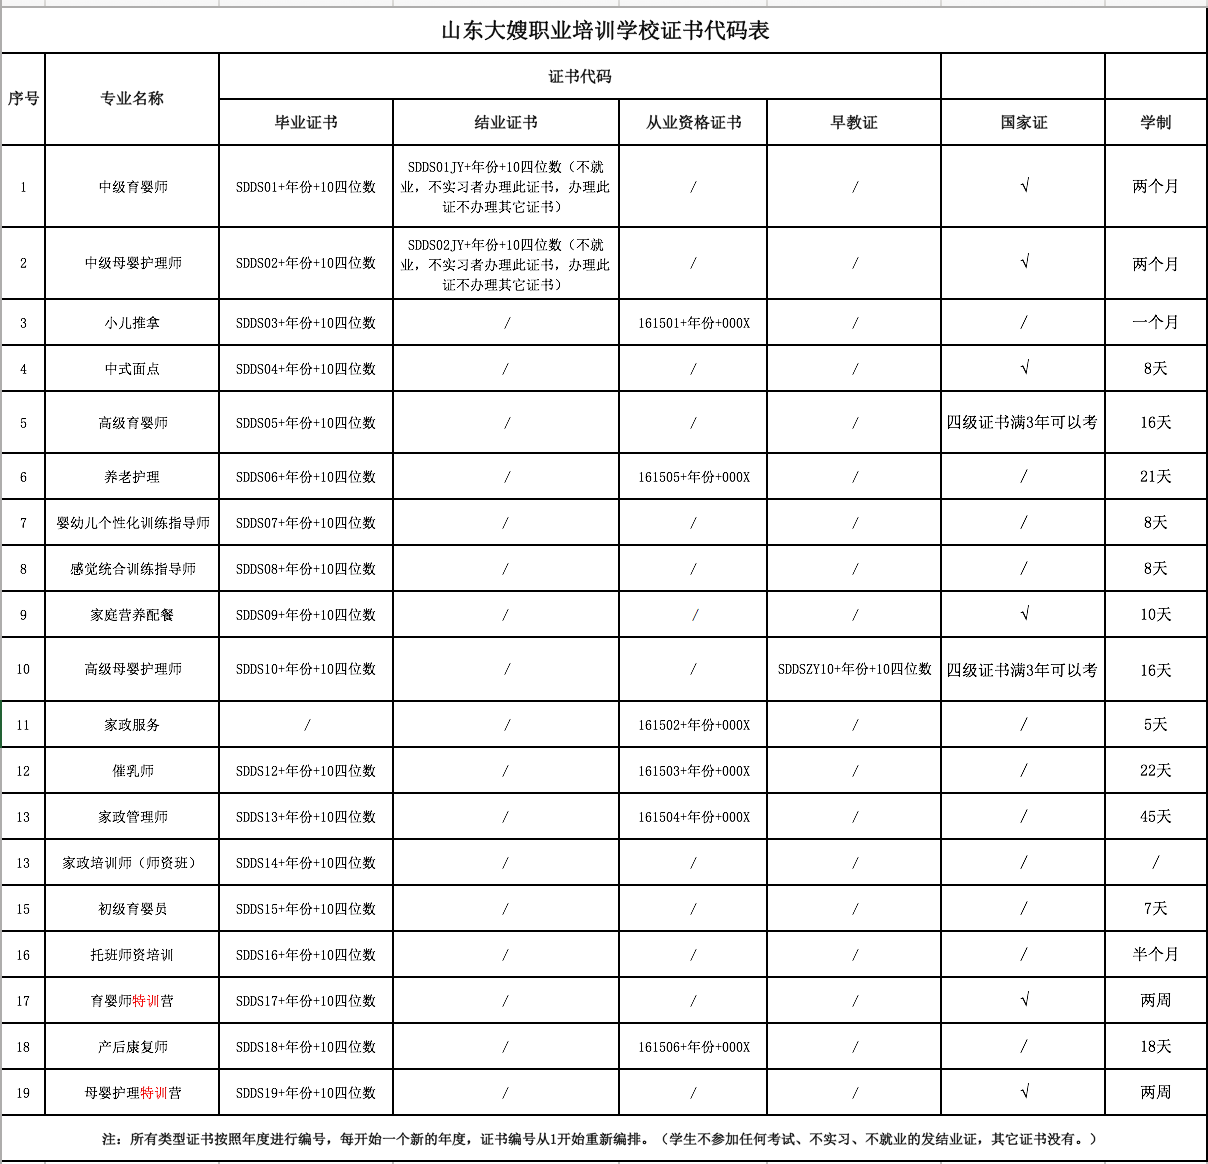 山东大嫂职业培训学校证书代码表
序号 专业名称 证书代码
毕业证书 结业证书 从业资格证书 早教证 国家证 学制
1 中级育婴师 SDDS01+年份+10四位数 SDDS01JY+年份+10四位数（不就
业，不实习者办理此证书，办理此
证不办理其它证书） / / √ 两个月
2 中级母婴护理师 SDDS02+年份+10四位数 SDDS02JY+年份+10四位数（不就
业，不实习者办理此证书，办理此
证不办理其它证书） / / √ 两个月
3 小儿推拿 SDDS03+年份+10四位数 / 161501+年份+000X / / 一个月
4 中式面点 SDDS04+年份+10四位数 / / / √ 8天
5 高级育婴师 SDDS05+年份+10四位数 / / / 四级证书满3年可以考 16天
6 养老护理 SDDS06+年份+10四位数 / 161505+年份+000X / / 21天
7 婴幼儿个性化训练指导师 SDDS07+年份+10四位数 / / / / 8天
8 感觉统合训练指导师 SDDS08+年份+10四位数 / / / / 8天
9 家庭营养配餐 SDDS09+年份+10四位数 / / / √ 10天
10 高级母婴护理师 SDDS10+年份+10四位数 / / SDDSZY10+年份+10四位数 四级证书满3年可以考 16天
11 家政服务 / / 161502+年份+000X / / 5天
12 催乳师 SDDS12+年份+10四位数 / 161503+年份+000X / / 22天
13 家政管理师 SDDS13+年份+10四位数 / 161504+年份+000X / / 45天
13 家政培训师（师资班） SDDS14+年份+10四位数 / / / / /
15 初级育婴员 SDDS15+年份+10四位数 / / / / 7天
16 托班师资培训 SDDS16+年份+10四位数 / / / / 半个月
17 育婴师特训营 SDDS17+年份+10四位数 / / / √ 两周
18 产后康复师 SDDS18+年份+10四位数 / 161506+年份+000X / / 18天
19 母婴护理特训营 SDDS19+年份+10四位数 / / / √ 两周
注：所有类型证书按照年度进行编号，每开始一个新的年度，证书编号从1开始重新编排。（学生不参加任何考试、不实习、不就业的发结业证，其它证书没有。）